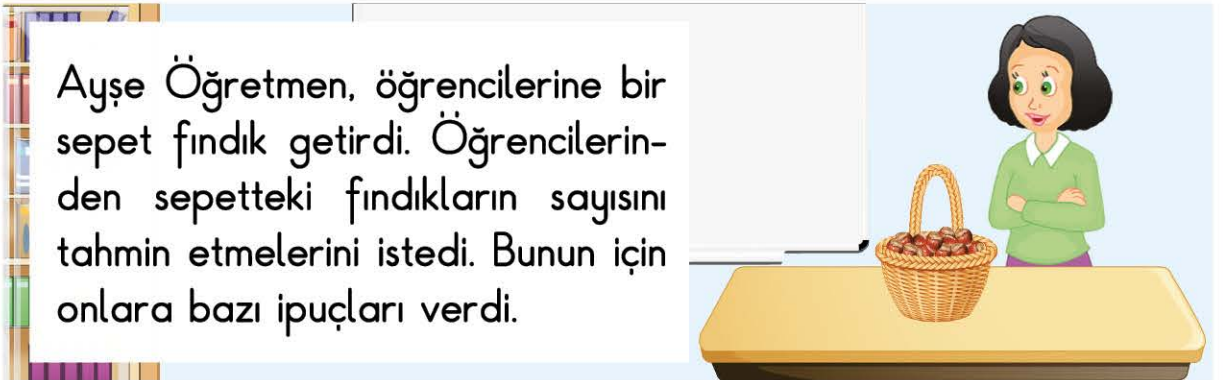 Ayşe Öğretmen, öğrencilerine bir
sepet fındık getirdi. Öğrencilerin-
den sepetteki fındıkların sayısını
tahmin etmelerini istedi. Bunun için
onlara bazı ipuçları verdi.